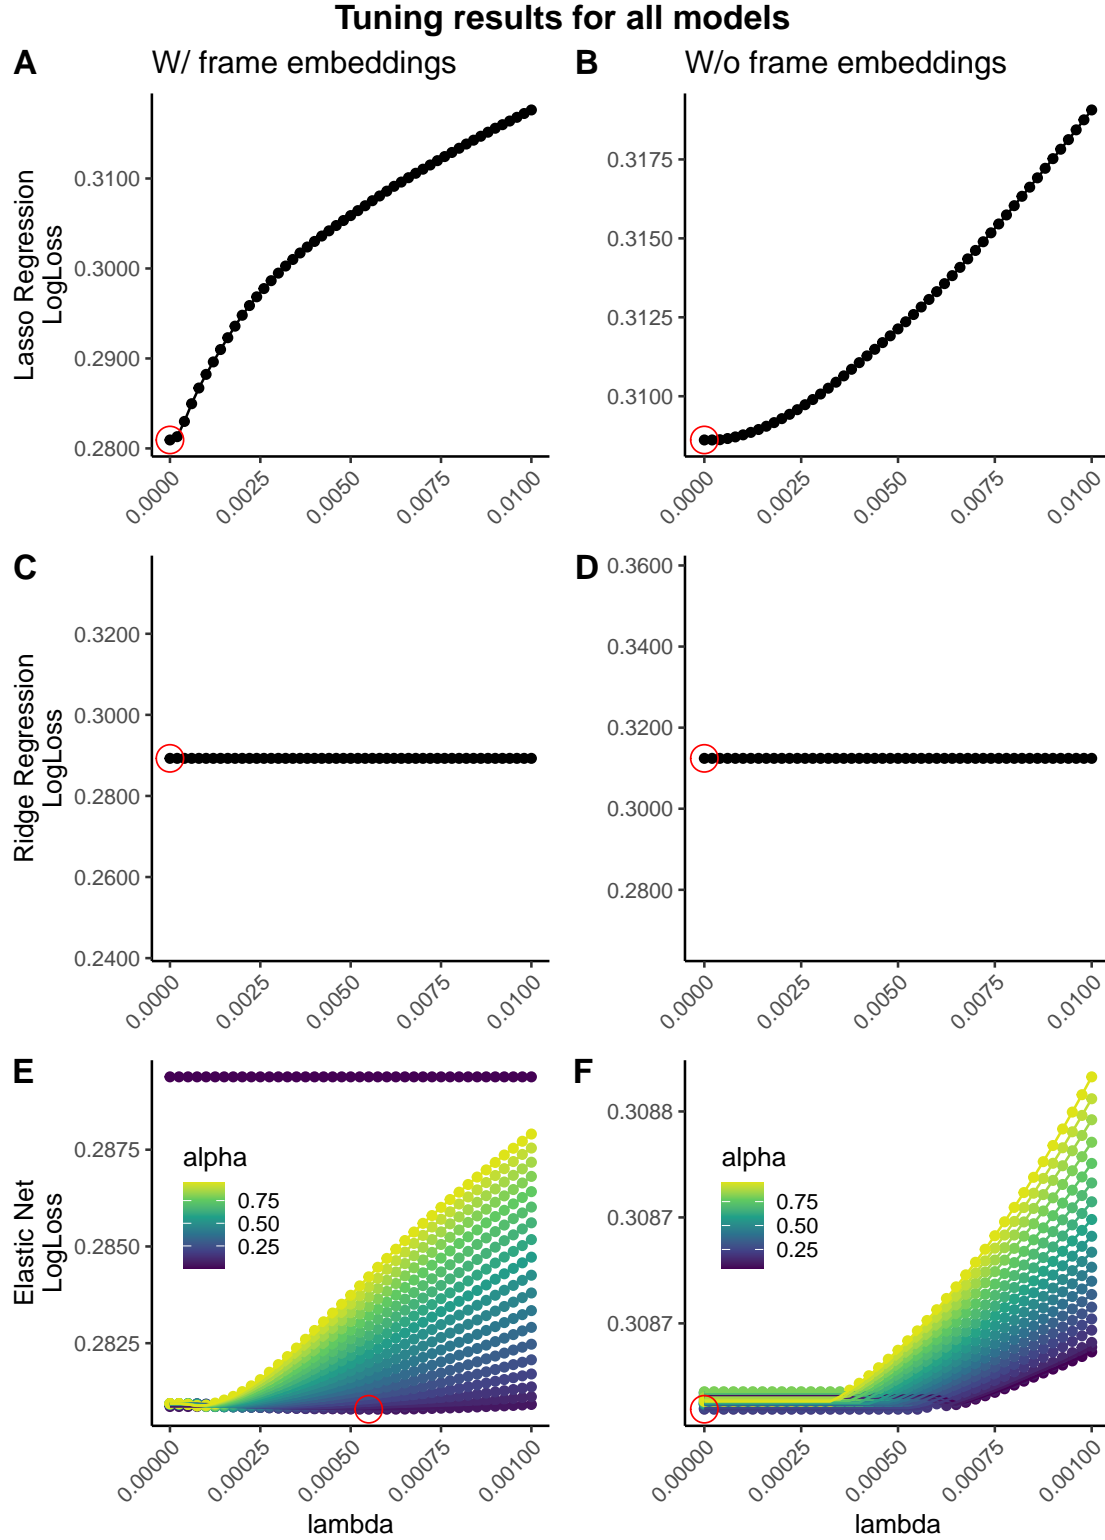 Tuning results for all models
A W/ frame embeddings
B W/o frame embeddings
Lasso Regression
LogLoss
0.3100
0.3000
0.2900
0.2800
0.0000 0.0025 0.0050 0.0075 0.0100
0.3175
0.3150
0.3125
0.3100
0.0000 0.0025 0.0050 0.0075 0.0100
C
Ridge Regression
LogLoss
0.3200
0.3000
0.2800
0.2600
0.2400
0.0000 0.0025 0.0050 0.0075 0.0100
D
0.3600
0.3400
0.3200
0.3000
0.2800
0.0000 0.0025 0.0050 0.0075 0.0100
E
Elastic Net
LogLoss
0.2875
0.2850
0.2825
alpha
0.75
0.50
0.25
0.00000 0.00025 0.00050 0.00075 0.00100
lambda
F
0.3088
0.3087
0.3087
alpha
0.75
0.50
0.25
0.00000 0.00025 0.00050 0.00075 0.00100
lambda